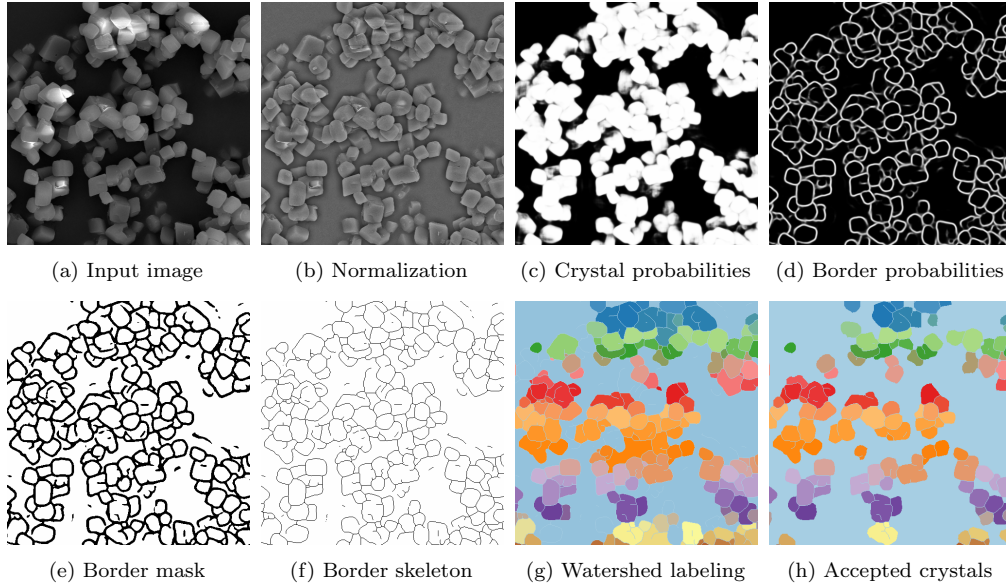 (a) Input image
(b) Normalization
(c) Crystal probabilities
(d) Border probabilities
(e) Border mask
(f) Border skeleton
(g) Watershed labeling
(h) Accepted crystals